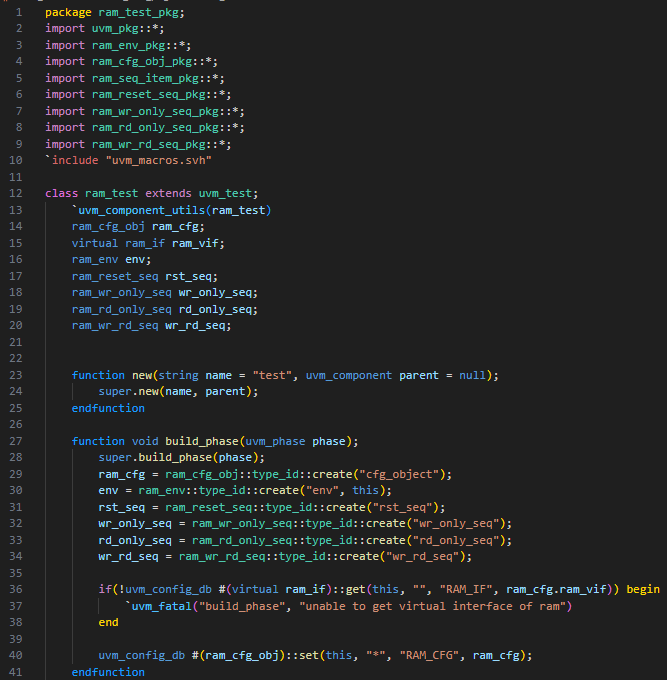 1 package ram_test_pkg;
2 import uvm_pkg::*;
3 import ram_env_pkg::*;
4 import ram_cfg_obj_pkg::*;
5 import ram_seq_item_pkg::*;
6 import ram_reset_seq_pkg::*;
7 import ram_wr_only_seq_pkg::*;
8 import ram_rd_only_seq_pkg::*;
9 import ram_wr_rd_seq_pkg::*;
10 `include "uvm_macros.svh"
11
12 class ram_test extends uvm_test;
13     `uvm_component_utils(ram_test)
14     ram_cfg_obj ram_cfg;
15     virtual ram_if ram_vif;
16     ram_env env;
17     ram_reset_seq rst_seq;
18     ram_wr_only_seq wr_only_seq;
19     ram_rd_only_seq rd_only_seq;
20     ram_wr_rd_seq wr_rd_seq;
21
22
23     function new(string name = "test", uvm_component parent = null);
24         super.new(name, parent);
25     endfunction
26
27     function void build_phase(uvm_phase phase);
28         super.build_phase(phase);
29         ram_cfg = ram_cfg_obj::type_id::create("cfg_object");
30         env = ram_env::type_id::create("env", this);
31         rst_seq = ram_reset_seq::type_id::create("rst_seq");
32         wr_only_seq = ram_wr_only_seq::type_id::create("wr_only_seq");
33         rd_only_seq = ram_rd_only_seq::type_id::create("rd_only_seq");
34         wr_rd_seq = ram_wr_rd_seq::type_id::create("wr_rd_seq");
35
36         if(!uvm_config_db #(virtual ram_if)::get(this, "", "RAM_IF", ram_cfg.ram_vif)) begin
37             `uvm_fatal("build_phase", "unable to get virtual interface of ram")
38         end
39
40         uvm_config_db #(ram_cfg_obj)::set(this, "*", "RAM_CFG", ram_cfg);
41     endfunction